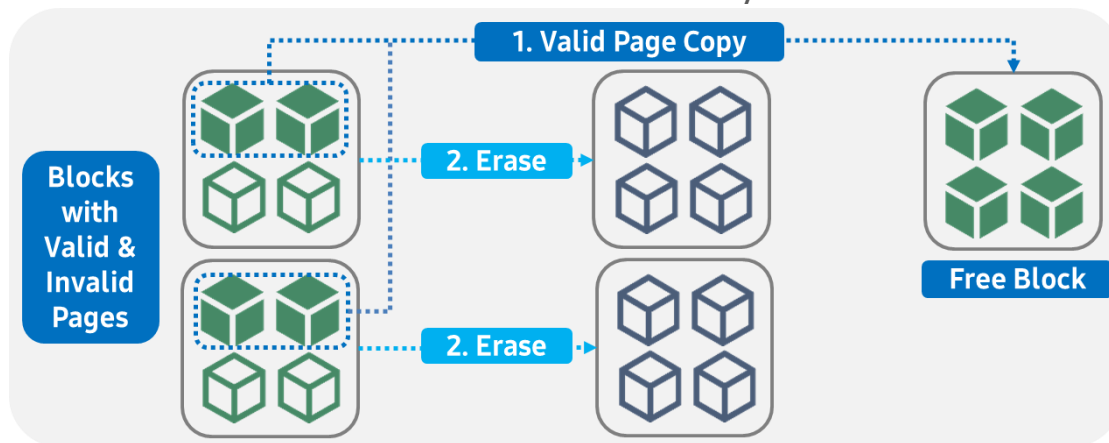 1. Valid Page Copy
Blocks
with
Valid &
Invalid
Pages
2. Erase
2. Erase
Free Block